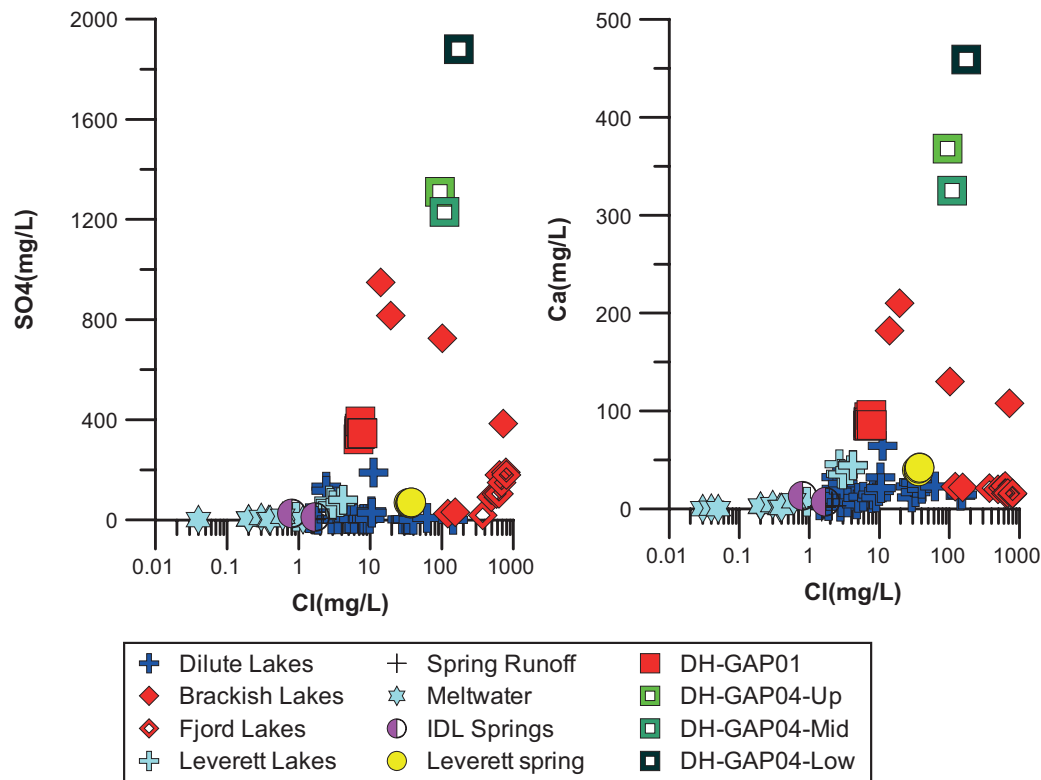 2000
1600
1200
800
400
0
SO4(mg/L)
0.01 0.1 1 10 100 1000
Cl(mg/L)
500
400
300
200
100
0
Ca(mg/L)
0.01 0.1 1 10 100 1000
Cl(mg/L)
Dilute Lakes
Brackish Lakes
Fjord Lakes
Leverett Lakes
Spring Runoff
Meltwater
IDL Springs
Leverett spring
DH-GAP01
DH-GAP04-Up
DH-GAP04-Mid
DH-GAP04-Low